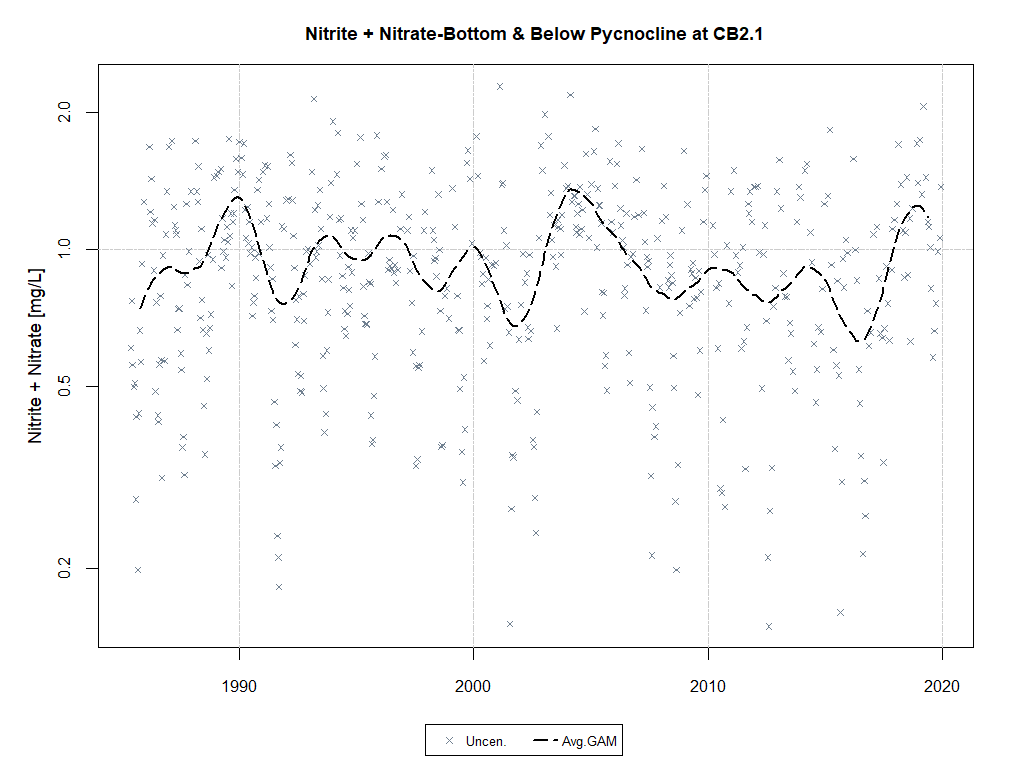 Nitrite + Nitrate-Bottom & Below Pycnocline at CB2.1
Nitrite + Nitrate [mg/L]
2.0
1.0
0.5
0.2
1990 2000 2010 2020
Uncen. Avg.GAM